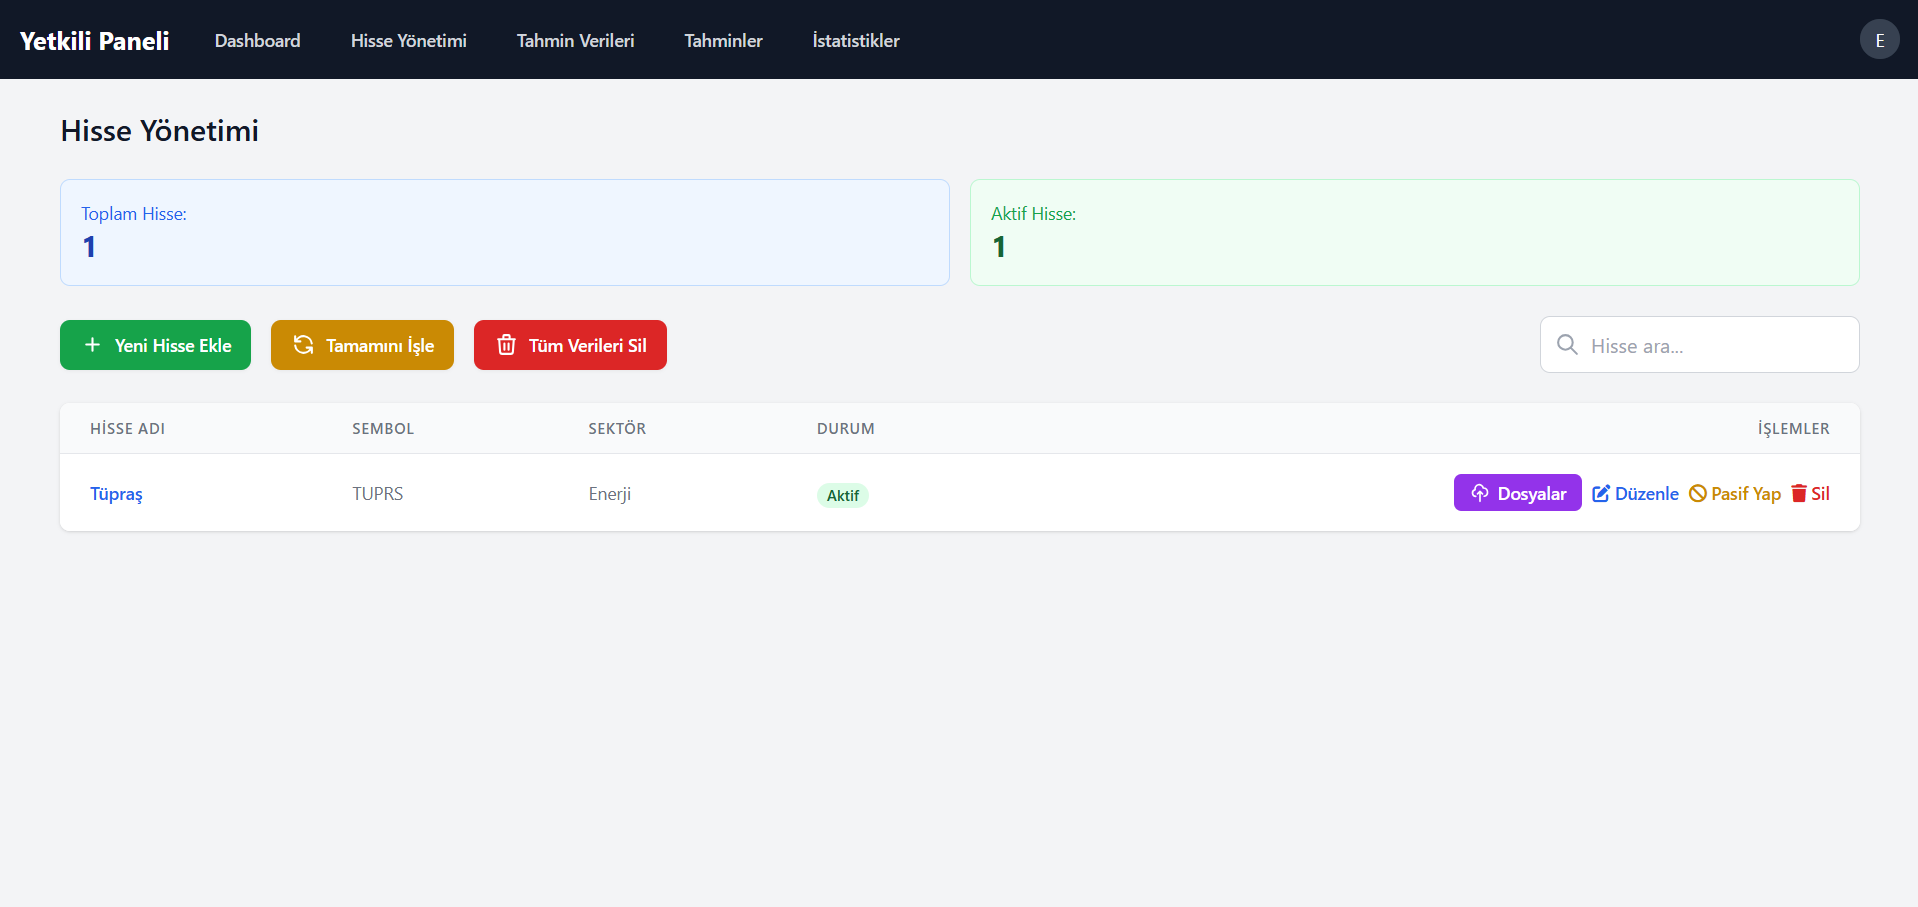 Yetkili Paneli Dashboard Hisse Yönetimi Tahmin Verileri Tahminler İstatistikler E
Hisse Yönetimi
Toplam Hisse:
1
Aktif Hisse:
1
Yeni Hisse Ekle Tamamını İşle Tüm Verileri Sil Hisse ara...
HİSSE ADI SEMBOL SEKTÖR DURUM İŞLEMLER
Tüpraş TUPRS Enerji Aktif Dosyalar Düzenle Pasif Yap Sil